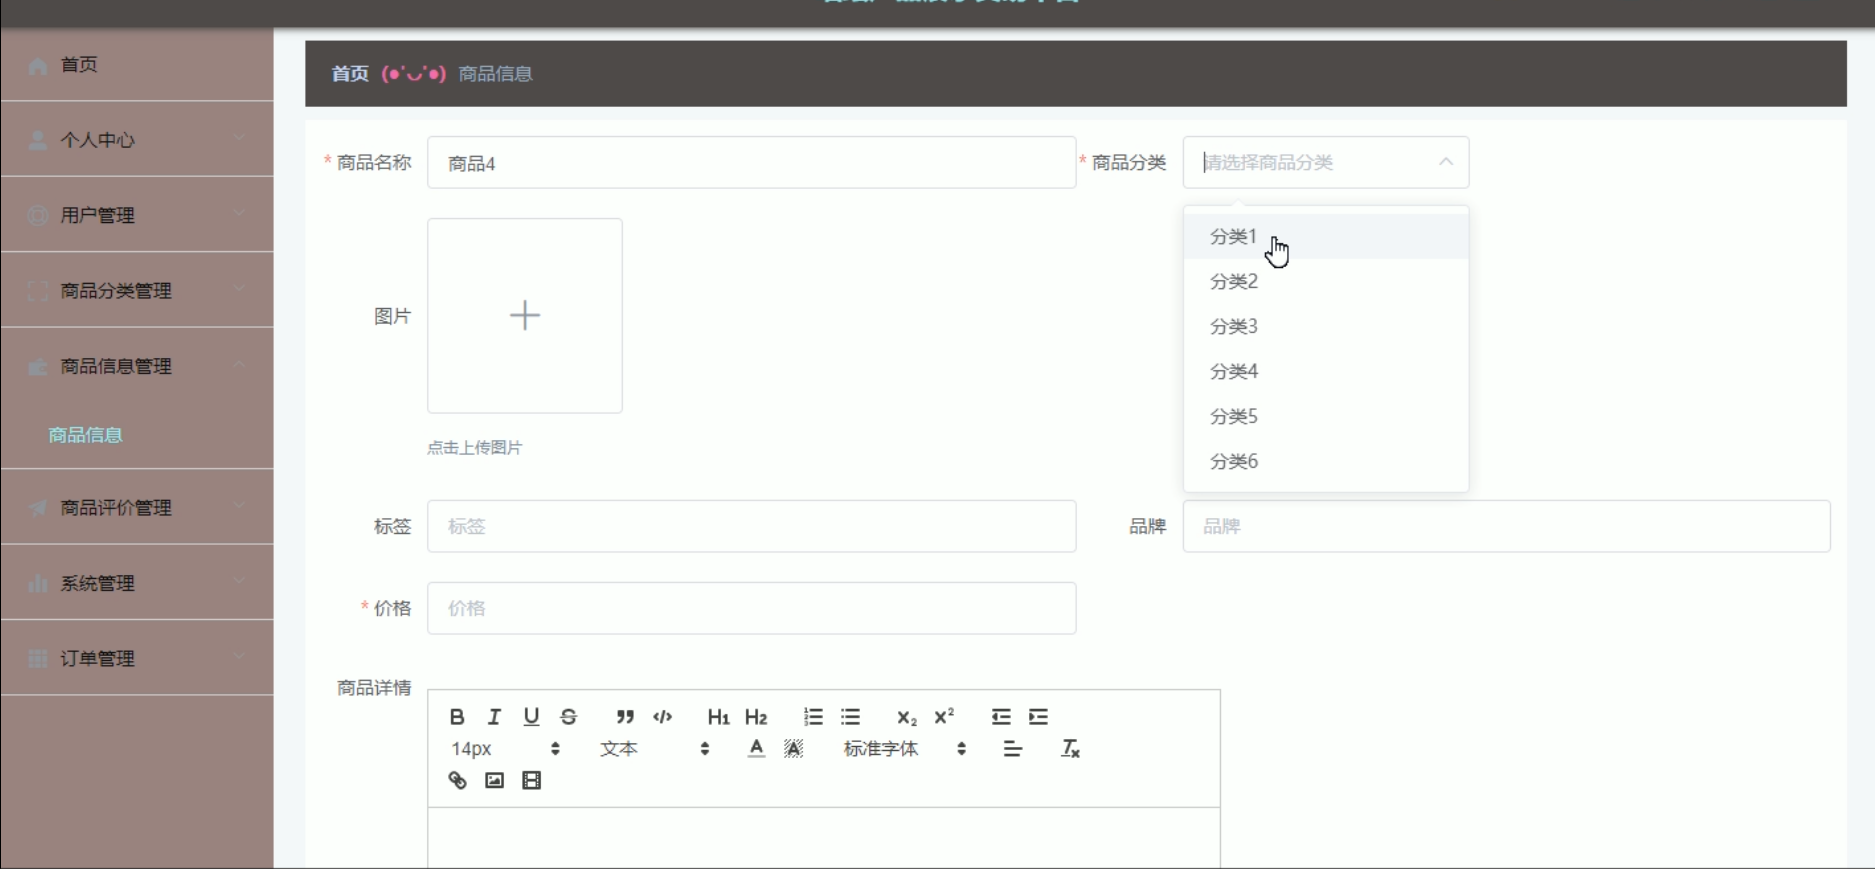 首页
个人中心
用户管理
商品分类管理
商品信息管理
商品信息
商品评价管理
系统管理
订单管理
首页 (●'◡'●) 商品信息
* 商品名称 商品4 * 商品分类 请选择商品分类
分类1
分类2
分类3
分类4
分类5
分类6
图片
点击上传图片
标签 标签 品牌 品牌
* 价格 价格
商品详情
B I U S ” </> H1 H2 X2 X²
14px 文本 A A 标准字体 Tx